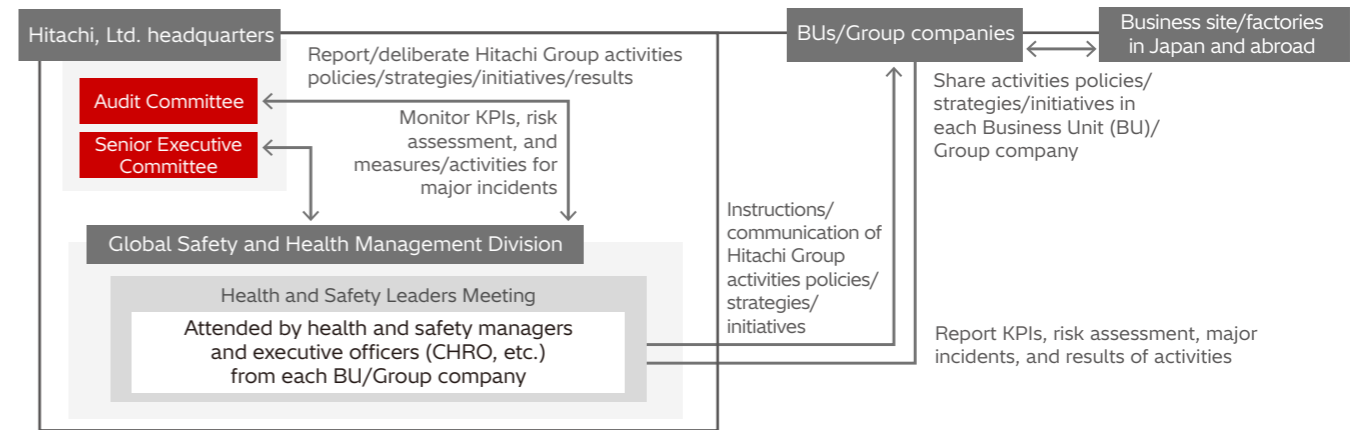 Hitachi, Ltd. headquarters
Audit Committee
Senior Executive
Committee
Report/deliberate Hitachi Group activities
policies/strategies/initiatives/results
Monitor KPIs, risk
assessment, and
measures/activities for
major incidents
Global Safety and Health Management Division
Health and Safety Leaders Meeting
Attended by health and safety managers
and executive officers (CHRO, etc.)
from each BU/Group company
BUs/Group companies
Business site/factories
in Japan and abroad
Share activities policies/
strategies/initiatives in
each Business Unit (BU)/
Group company
Instructions/
communication of
Hitachi Group
activities policies/
strategies/
initiatives
Report KPIs, risk assessment, major
incidents, and results of activities